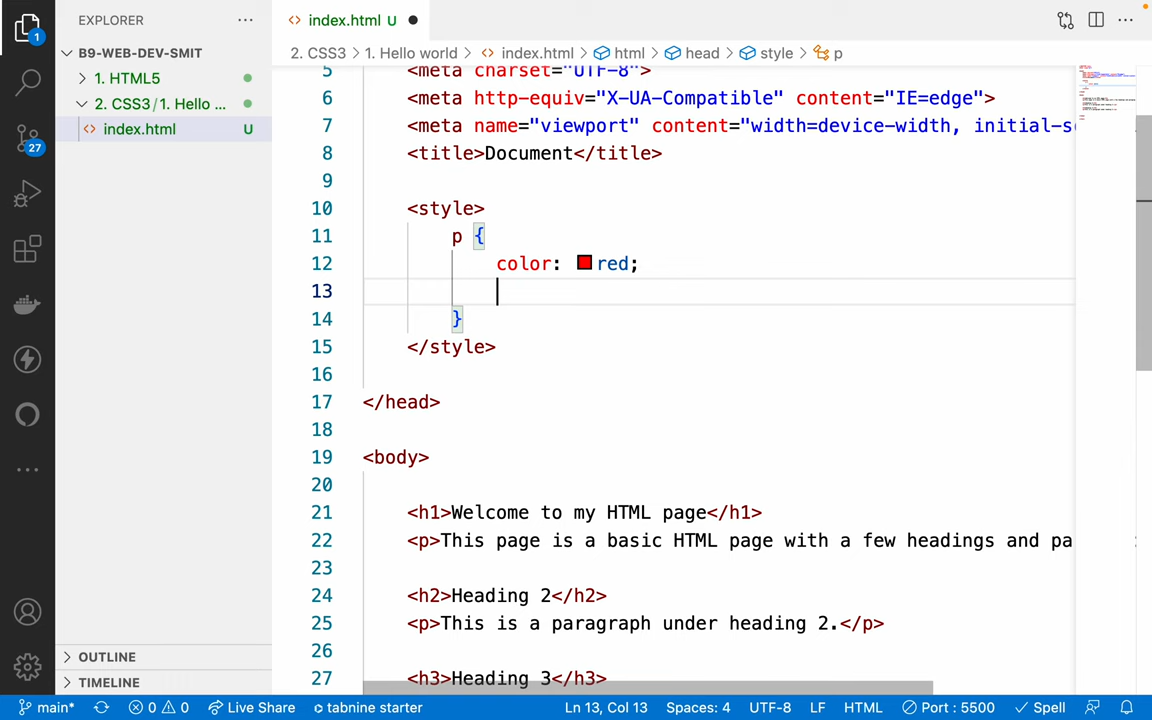 EXPLORER
B9-WEB-DEV-SMIT
1. HTML5
2. CSS3/1. Hello ...
index.html U
OUTLINE
TIMELINE
1
27
index.html U
2. CSS3 > 1. Hello world > index.html > html > head > style > p
5 <meta charset="UTF-8">
6 <meta http-equiv="X-UA-Compatible" content="IE=edge">
7 <meta name="viewport" content="width=device-width, initial-s
8 <title>Document</title>
9
10 <style>
11 p {
12 color: red;
13
14 }
15 </style>
16
17 </head>
18
19 <body>
20
21 <h1>Welcome to my HTML page</h1>
22 <p>This page is a basic HTML page with a few headings and pa
23
24 <h2>Heading 2</h2>
25 <p>This is a paragraph under heading 2.</p>
26
27 <h3>Heading 3</h3>
main* 0 0 Live Share tabnine starter Ln 13, Col 13 Spaces: 4 UTF-8 LF HTML Port : 5500 Spell